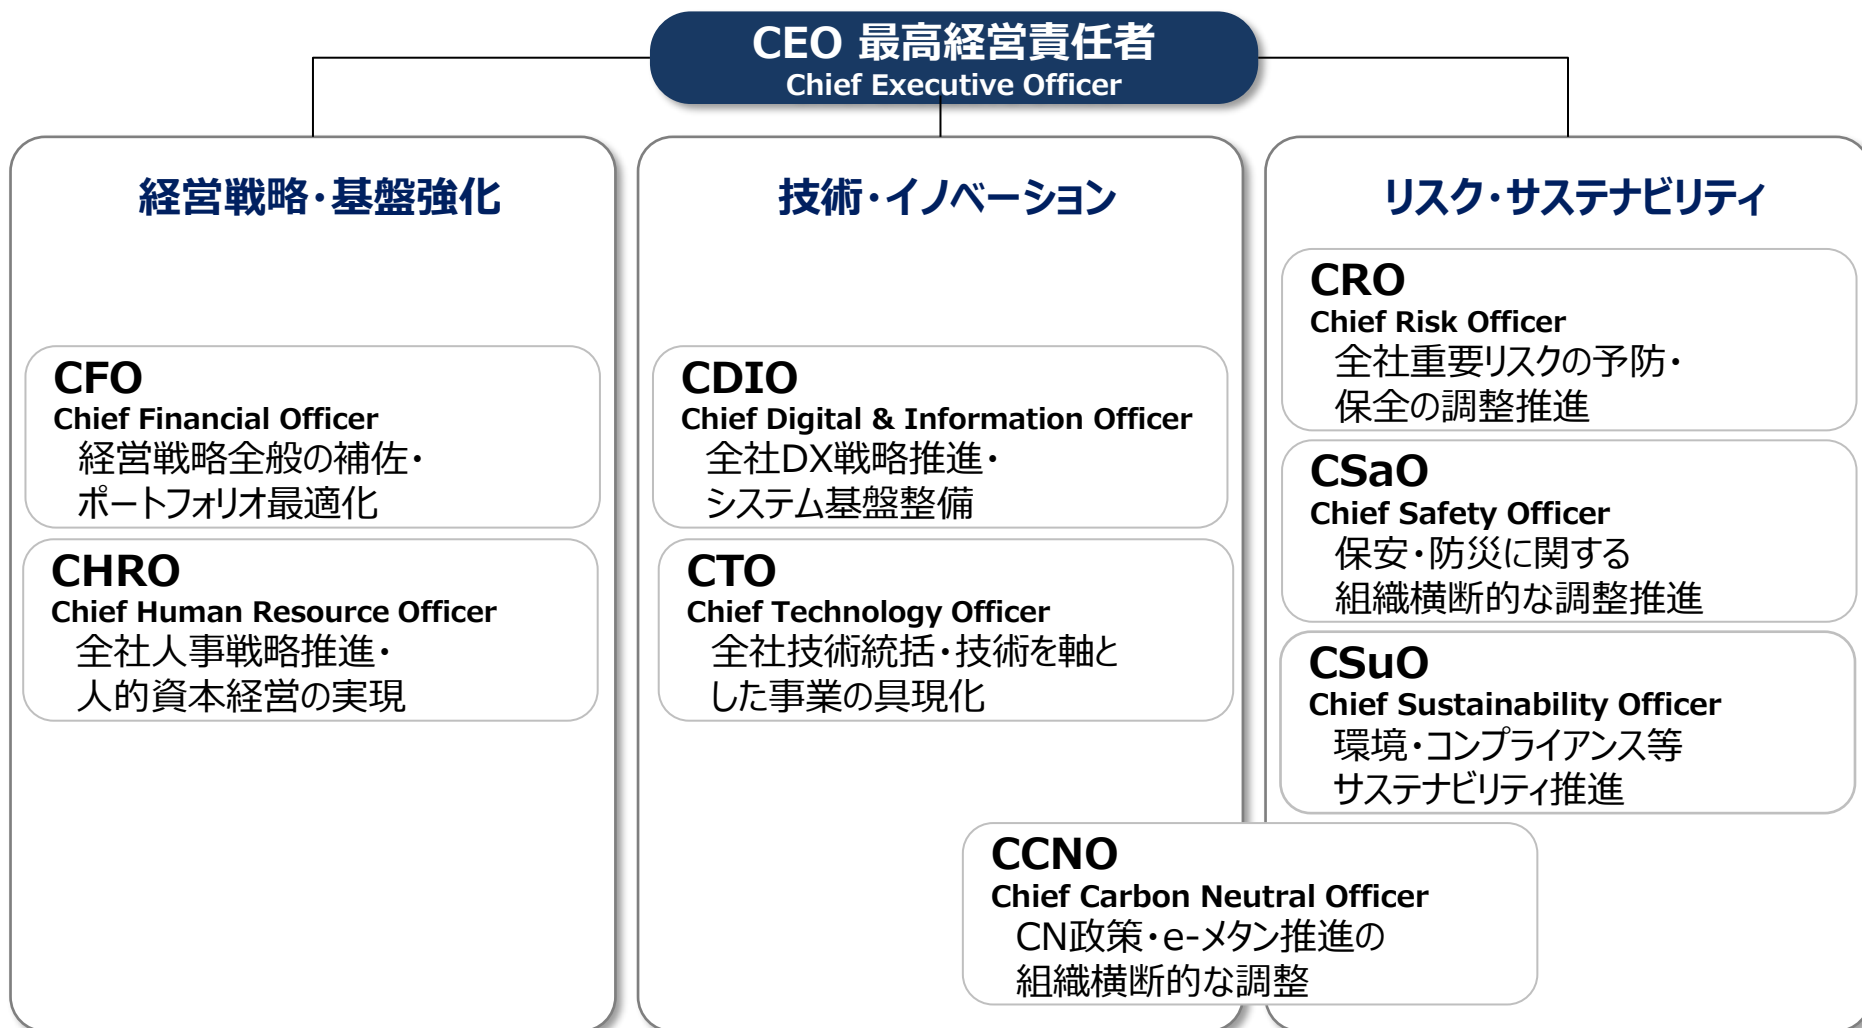 CEO 最高経営責任者
Chief Executive Officer
経営戦略・基盤強化
CFO
Chief Financial Officer
経営戦略全般の補佐・
ポートフォリオ最適化
CHRO
Chief Human Resource Officer
全社人事戦略推進・
人的資本経営の実現
技術・イノベーション
CDIO
Chief Digital & Information Officer
全社DX戦略推進・
システム基盤整備
CTO
Chief Technology Officer
全社技術統括・技術を軸と
した事業の具現化
リスク・サステナビリティ
CRO
Chief Risk Officer
全社重要リスクの予防・
保全の調整推進
CSaO
Chief Safety Officer
保安・防災に関する
組織横断的な調整推進
CSuO
Chief Sustainability Officer
環境・コンプライアンス等
サステナビリティ推進
CCNO
Chief Carbon Neutral Officer
CN政策・e-メタン推進の
組織横断的な調整